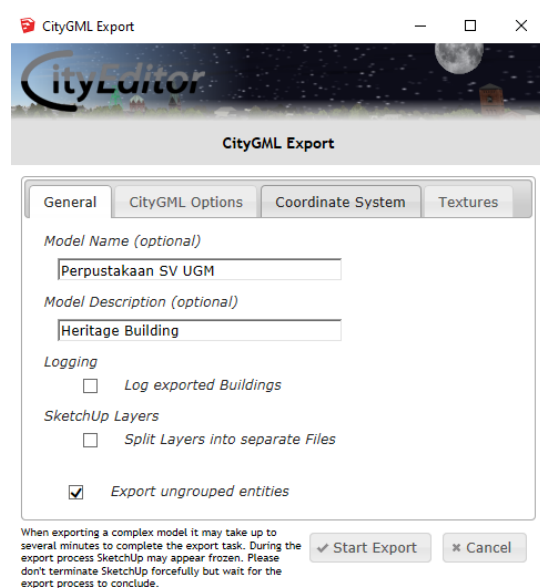 CityGML Export
CityEditor
CityGML Export
General CityGML Options Coordinate System Textures
Model Name (optional)
Perpustakaan SV UGM
Model Description (optional)
Heritage Building
Logging
Log exported Buildings
SketchUp Layers
Split Layers into separate Files
Export ungrouped entities
When exporting a complex model it may take up to
several minutes to complete the export task. During the
export process SketchUp may appear frozen. Please
don't terminate SketchUp forcefully but wait for the
export process to conclude.
Start Export Cancel